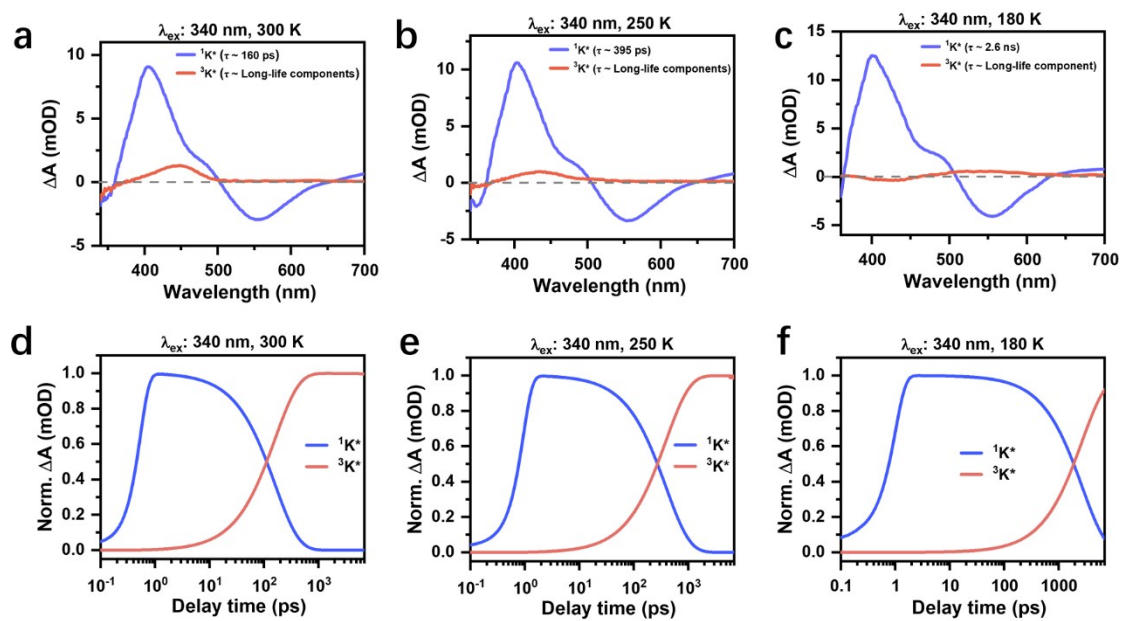 a
λex: 340 nm, 300 K
¹K* (τ ~ 160 ps)
³K* (τ ~ Long-life components)
ΔA (mOD)
10
5
0
-5
400
500
600
700
Wavelength (nm)
b
λex: 340 nm, 250 K
¹K* (τ ~ 395 ps)
³K* (τ ~ Long-life components)
ΔA (mOD)
10
5
0
-5
400
500
600
700
Wavelength (nm)
c
λex: 340 nm, 180 K
¹K* (τ ~ 2.6 ns)
³K* (τ ~ Long-life component)
ΔA (mOD)
15
10
5
0
-5
400
500
600
700
Wavelength (nm)
d
λex: 340 nm, 300 K
Norm. ΔA (mOD)
1.0
0.8
0.6
0.4
0.2
0.0
¹K*
³K*
10⁻¹
10⁰
10¹
10²
10³
Delay time (ps)
e
λex: 340 nm, 250 K
Norm. ΔA (mOD)
1.0
0.8
0.6
0.4
0.2
0.0
¹K*
³K*
10⁻¹
10⁰
10¹
10²
10³
Delay time (ps)
f
λex: 340 nm, 180 K
Norm. ΔA (mOD)
1.0
0.8
0.6
0.4
0.2
0.0
¹K*
³K*
0.1
1
10
100
1000
Delay time (ps)